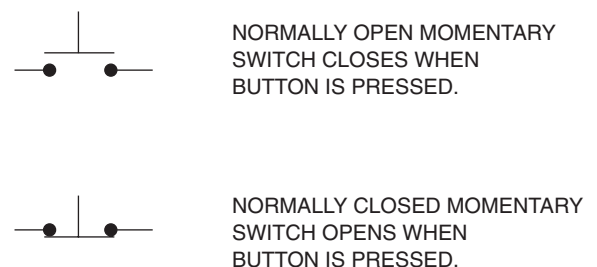 NORMALLY OPEN MOMENTARY
SWITCH CLOSES WHEN
BUTTON IS PRESSED.
NORMALLY CLOSED MOMENTARY
SWITCH OPENS WHEN
BUTTON IS PRESSED.